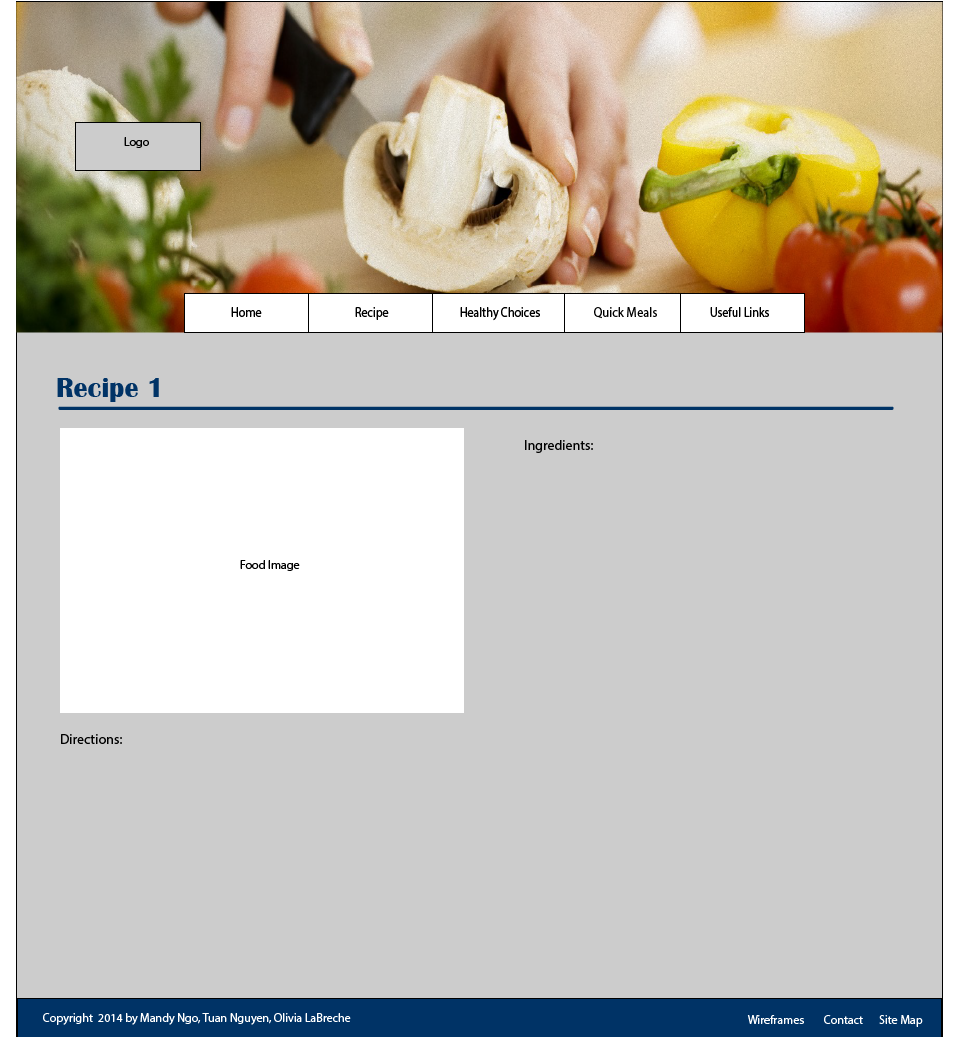 Logo
Home Recipe Healthy Choices Quick Meals Useful Links
Recipe 1
Ingredients:
Food Image
Directions:
Copyright 2014 by Mandy Ngo, Tuan Nguyen, Olivia LaBreche
Wireframes Contact Site Map